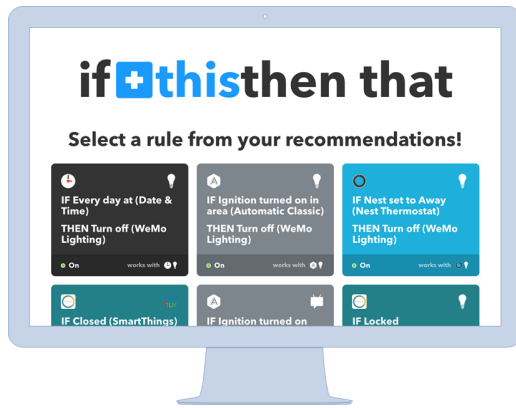 if this then that
Select a rule from your recommendations!
IF Every day at (Date &
Time)
THEN Turn off (WeMo
Lighting)
On works with
IF Ignition turned on in
area (Automatic Classic)
THEN Turn off (WeMo
Lighting)
On works with
IF Nest set to Away
(Nest Thermostat)
THEN Turn off (WeMo
Lighting)
On works with
IF Closed (SmartThings)
IF Ignition turned on
IF Locked